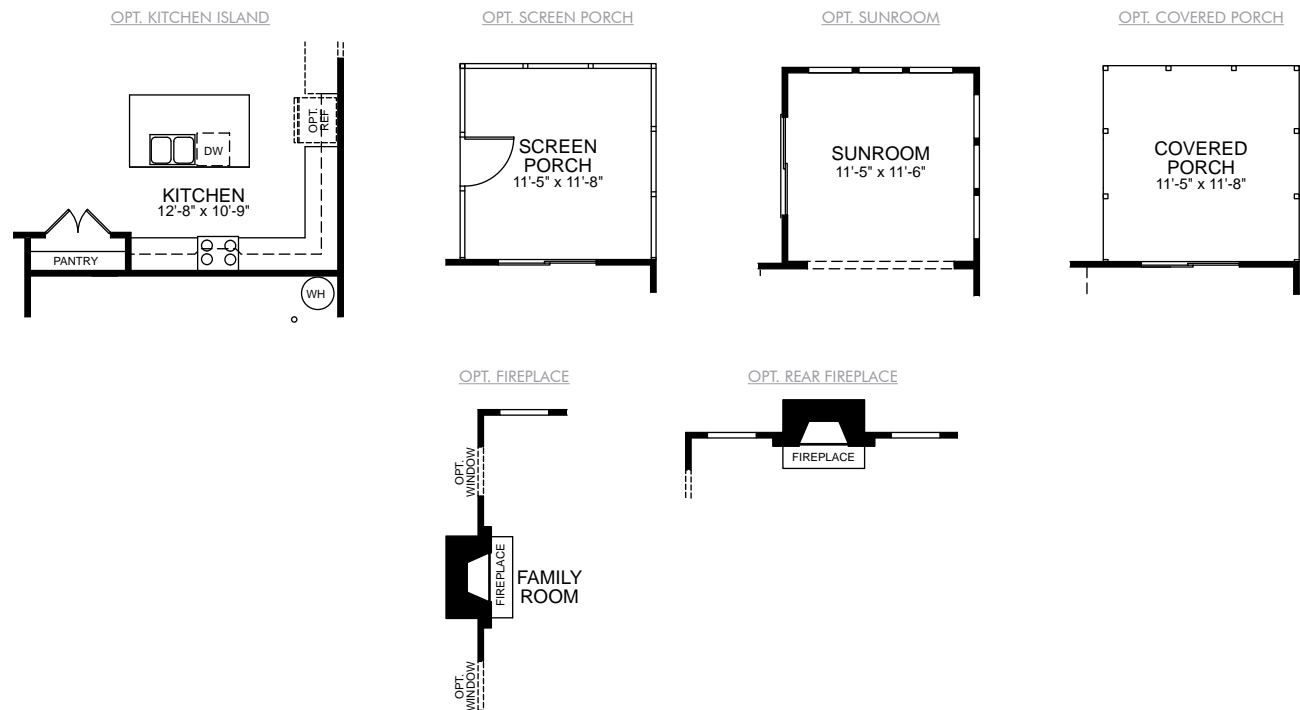 OPT. KITCHEN ISLAND
OPT. REF
DW
KITCHEN
12'-8" x 10'-9"
PANTRY
WH
OPT. SCREEN PORCH
SCREEN
PORCH
11'-5" x 11'-8"
OPT. SUNROOM
SUNROOM
11'-5" x 11'-6"
OPT. COVERED PORCH
COVERED
PORCH
11'-5" x 11'-8"
OPT. FIREPLACE
OPT.
WINDOW
FIREPLACE
FAMILY
ROOM
OPT.
WINDOW
OPT. REAR FIREPLACE
FIREPLACE